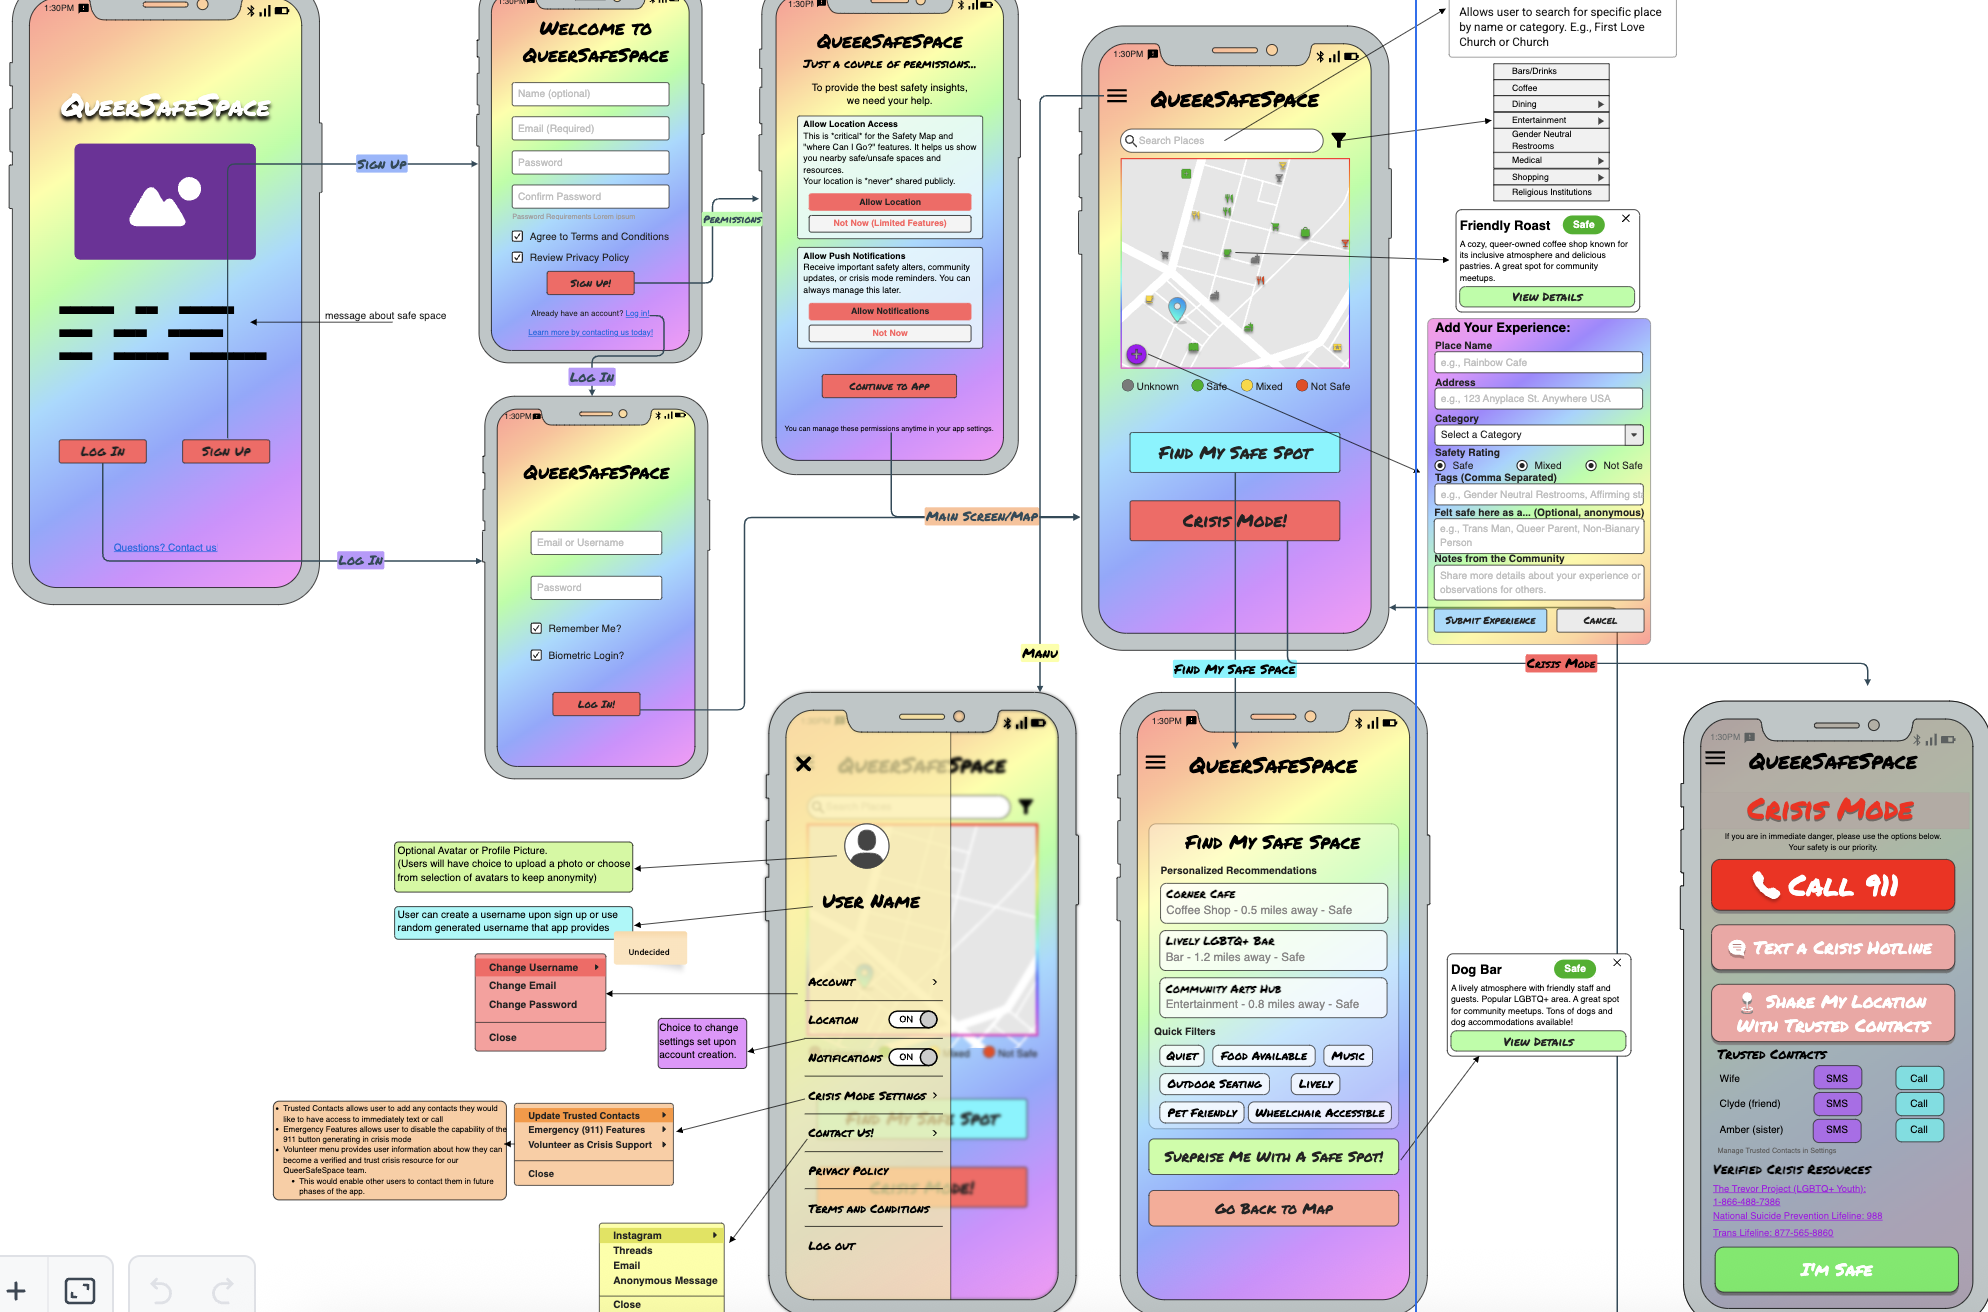 1:30PM
QueerSafeSpace
message about safe space
Log In
Sign Up
Questions? Contact us
Sign Up
Log In
1:30PM
Welcome to
QueerSafeSpace
Name (optional)
Email (Required)
Password
Confirm Password
Password Requirements Lorem ipsum
Agree to Terms and Conditions
Review Privacy Policy
Sign Up!
Already have an account? Log in!
Learn more by contacting us today!
Log In
Permissions
1:30PM
QueerSafeSpace
Email or Username
Password
Remember Me?
Biometric Login?
Log In!
1:30PM
QueerSafeSpace
Just a couple of permissions...
To provide the best safety insights,
we need your help.
Allow Location Access
This is *critical* for the Safety Map and
"where Can I Go?" features. It helps us show
you nearby safe/unsafe spaces and
resources.
Your location is *never* shared publicly.
Allow Location
Not Now (Limited Features)
Allow Push Notifications
Receive important safety alters, community
updates, or crisis mode reminders. You can
always manage this later.
Allow Notifications
Not Now
Continue to App
You can manage these permissions anytime in your app settings.
Main Screen/Map
Manu
1:30PM
QueerSafeSpace
Search Places
Unknown
Safe
Mixed
Not Safe
Find My Safe Spot
Crisis Mode!
Find My Safe Space
Crisis Mode
Allows user to search for specific place
by name or category. E.g., First Love
Church or Church
Bars/Drinks
Coffee
Dining
Entertainment
Gender Neutral
Restrooms
Medical
Shopping
Religious Institutions
Friendly Roast
Safe
A cozy, queer-owned coffee shop known for
its inclusive atmosphere and delicious
pastries. A great spot for community
meetups.
View Details
Add Your Experience:
Place Name
e.g., Rainbow Cafe
Address
e.g., 123 Anyplace St. Anywhere USA
Category
Select a Category
Safety Rating
Safe
Mixed
Not Safe
Tags (Comma Separated)
e.g., Gender Neutral Restrooms, Affirming st
Felt safe here as a... (Optional, anonymous)
e.g., Trans Man, Queer Parent, Non-Bianary
Person
Notes from the Community
Share more details about your experience or
observations for others.
Submit Experience
Cancel
QueerSafeSpace
Search Places
User Name
Account
Location
ON
Notifications
ON
Crisis Mode Settings
Contact Us!
Privacy Policy
Terms and Conditions
Log out
Mixed
Not Safe
Find My Safe Spot
Crisis Mode!
Optional Avatar or Profile Picture.
(Users will have choice to upload a photo or choose
from selection of avatars to keep anonymity)
User can create a username upon sign up or use
random generated username that app provides
Undecided
Change Username
Change Email
Change Password
Close
Choice to change
settings set upon
account creation.
Trusted Contacts allows user to add any contacts they would
like to have access to immediately text or call
Emergency Features allows user to disable the capability of the
911 button generating in crisis mode
Volunteer menu provides user information about how they can
become a verified and trust crisis resource for our
QueerSafeSpace team.
This would enable other users to contact them in future
phases of the app.
Update Trusted Contacts
Emergency (911) Features
Volunteer as Crisis Support
Close
Instagram
Threads
Email
Anonymous Message
Close
1:30PM
QueerSafeSpace
Find My Safe Space
Personalized Recommendations
Corner Cafe
Coffee Shop - 0.5 miles away - Safe
Lively LGBTQ+ Bar
Bar - 1.2 miles away - Safe
Community Arts Hub
Entertainment - 0.8 miles away - Safe
Quick Filters
Quiet
Food Available
Music
Outdoor Seating
Lively
Pet Friendly
Wheelchair Accessible
Surprise Me With A Safe Spot!
Go Back to Map
Dog Bar
Safe
A lively atmosphere with friendly staff and
guests. Popular LGBTQ+ area. A great spot
for community meetups. Tons of dogs and
dog accommodations available!
View Details
1:30PM
QueerSafeSpace
Crisis Mode
If you are in immediate danger, please use the options below.
Your safety is our priority.
Call 911
Text a Crisis Hotline
Share My Location
With Trusted Contacts
Trusted Contacts
Wife
SMS
Call
Clyde (friend)
SMS
Call
Amber (sister)
SMS
Call
Manage Trusted Contacts in Settings
Verified Crisis Resources
The Trevor Project (LGBTQ+ Youth):
1-866-488-7386
National Suicide Prevention Lifeline: 988
Trans Lifeline: 877-565-8860
I'm Safe